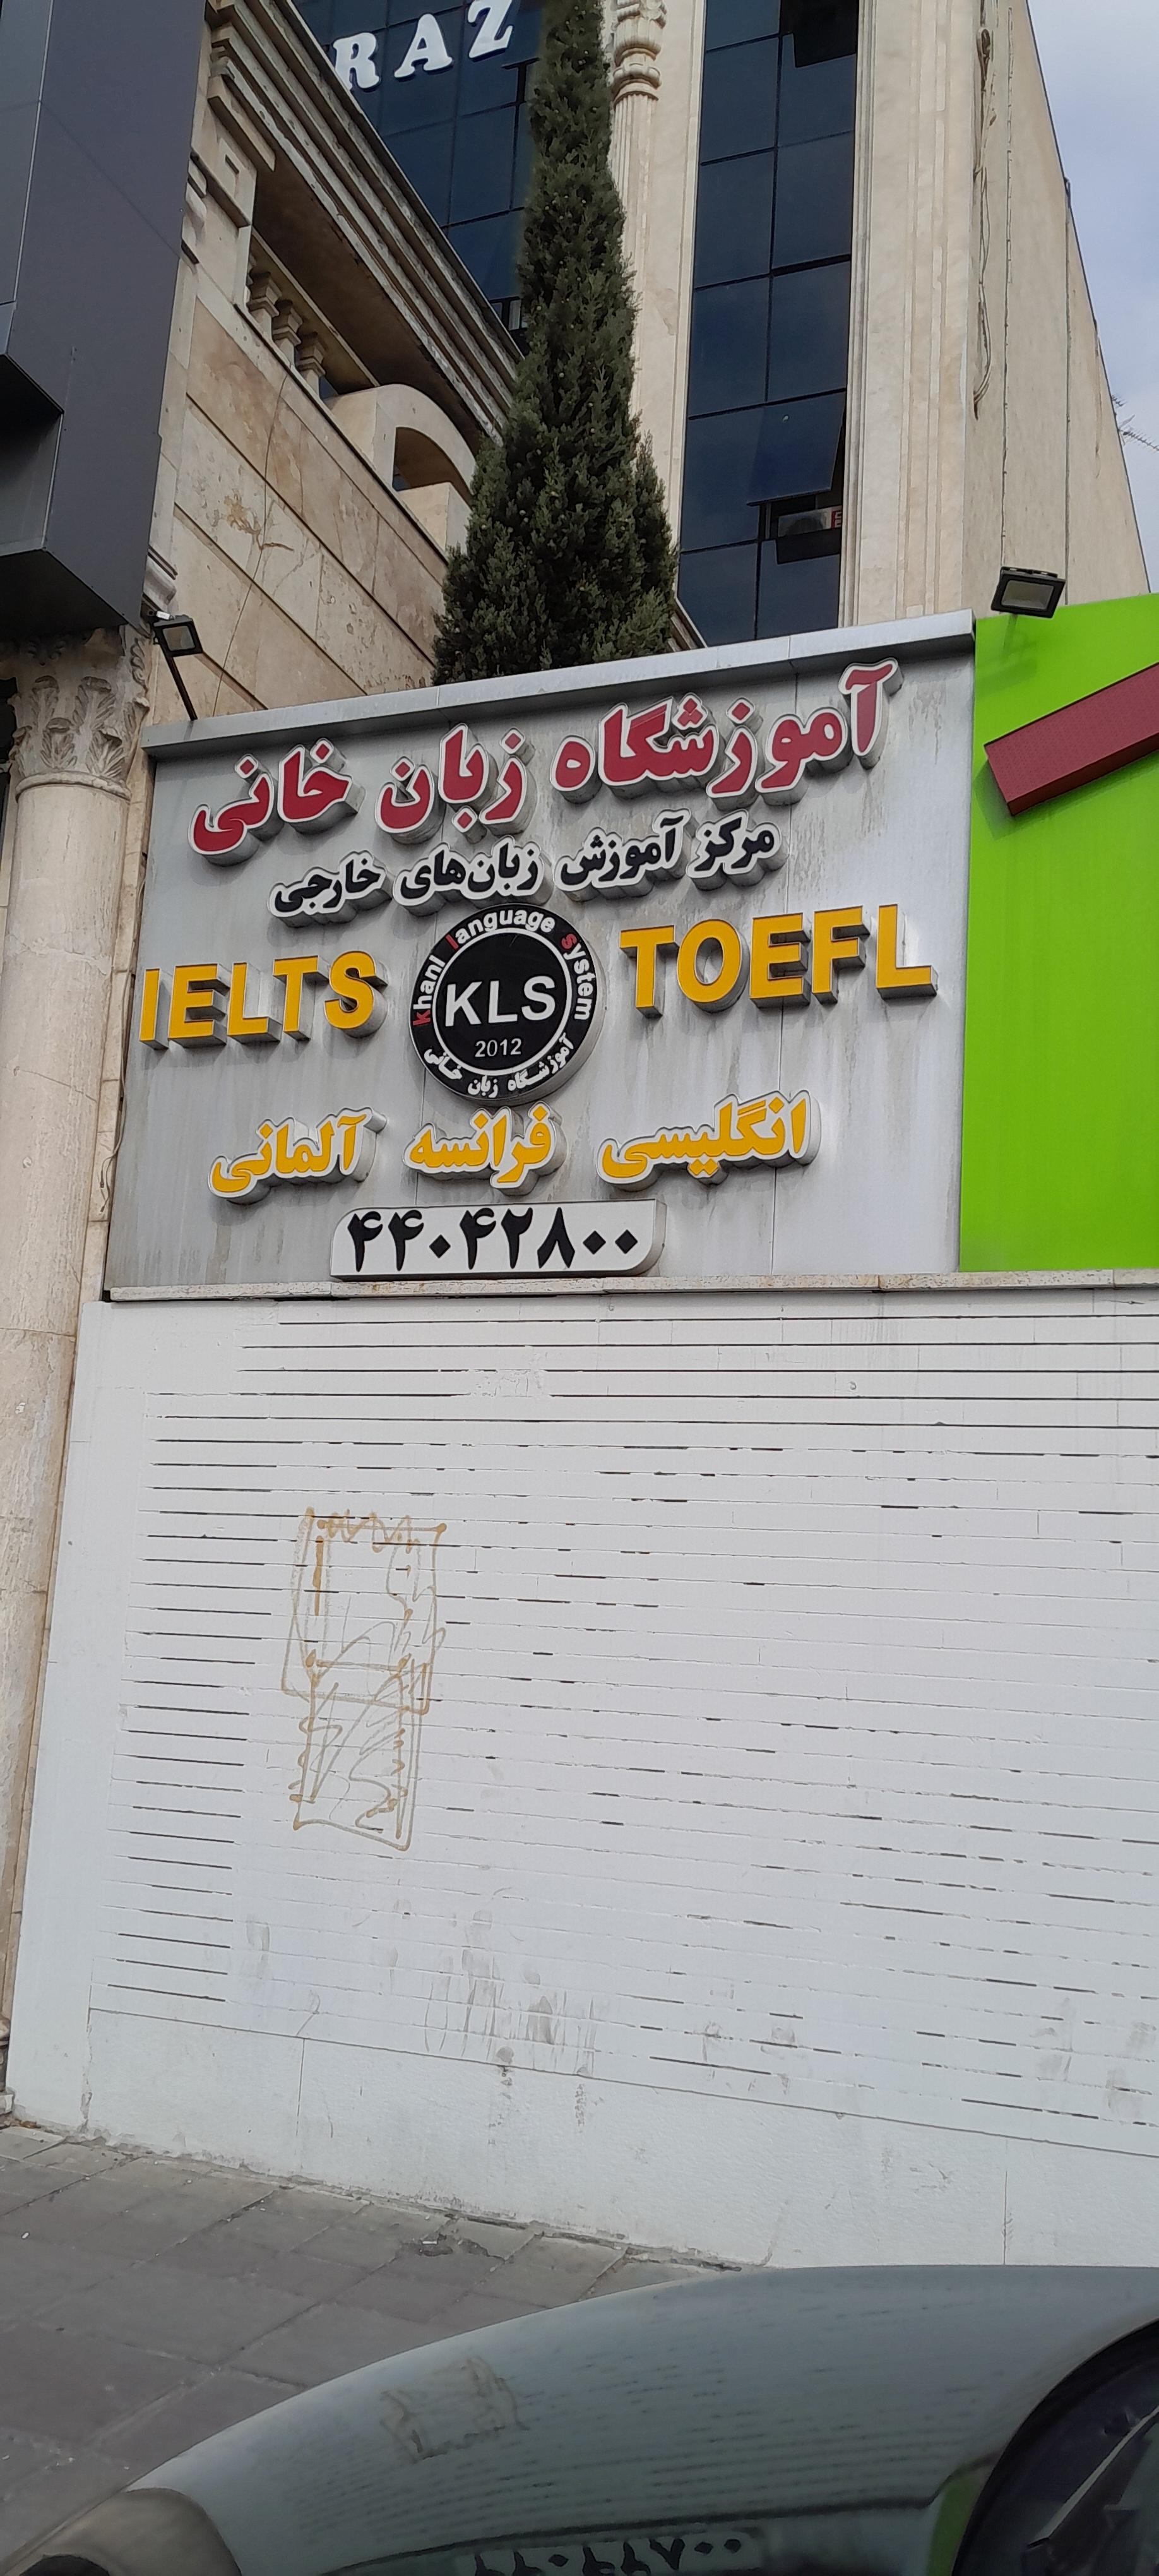 RAZ
آموزشگاه زبان خانی
مرکز آموزش زبان‌های خارجی
IELTS
khani language system
KLS
2012
آموزشگاه زبان خانی
TOEFL
انگلیسی فرانسه آلمانی
۴۴۰۴۲۸۰۰